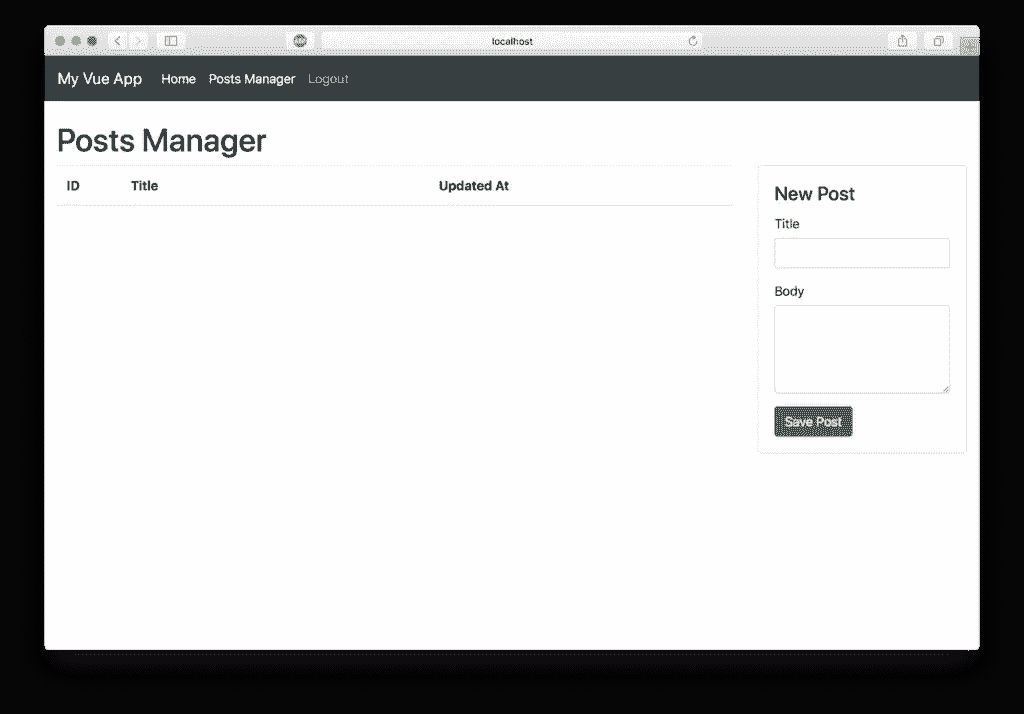 localhost
My Vue App Home Posts Manager Logout
Posts Manager
ID Title Updated At
New Post
Title
Body
Save Post